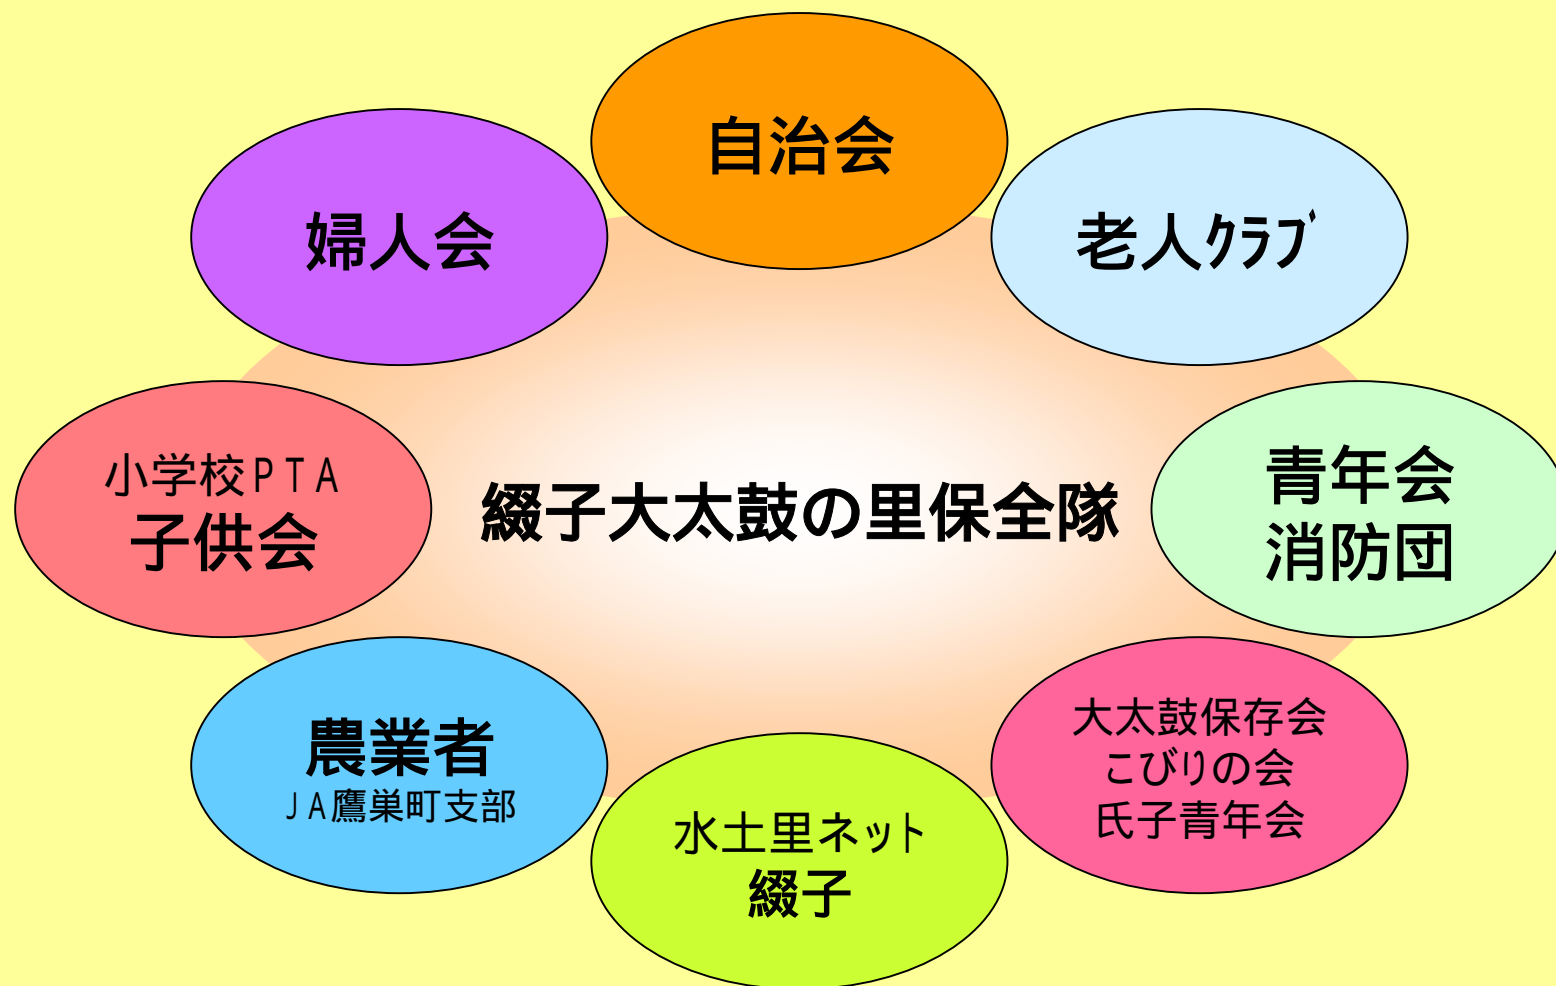 自治会
婦人会
老人ｸﾗﾌﾞ
小学校ＰＴＡ
子供会
綴子大太鼓の里保全隊
青年会
消防団
農業者
ＪＡ鷹巣町支部
大太鼓保存会
こびりの会
氏子青年会
水土里ネット
綴子